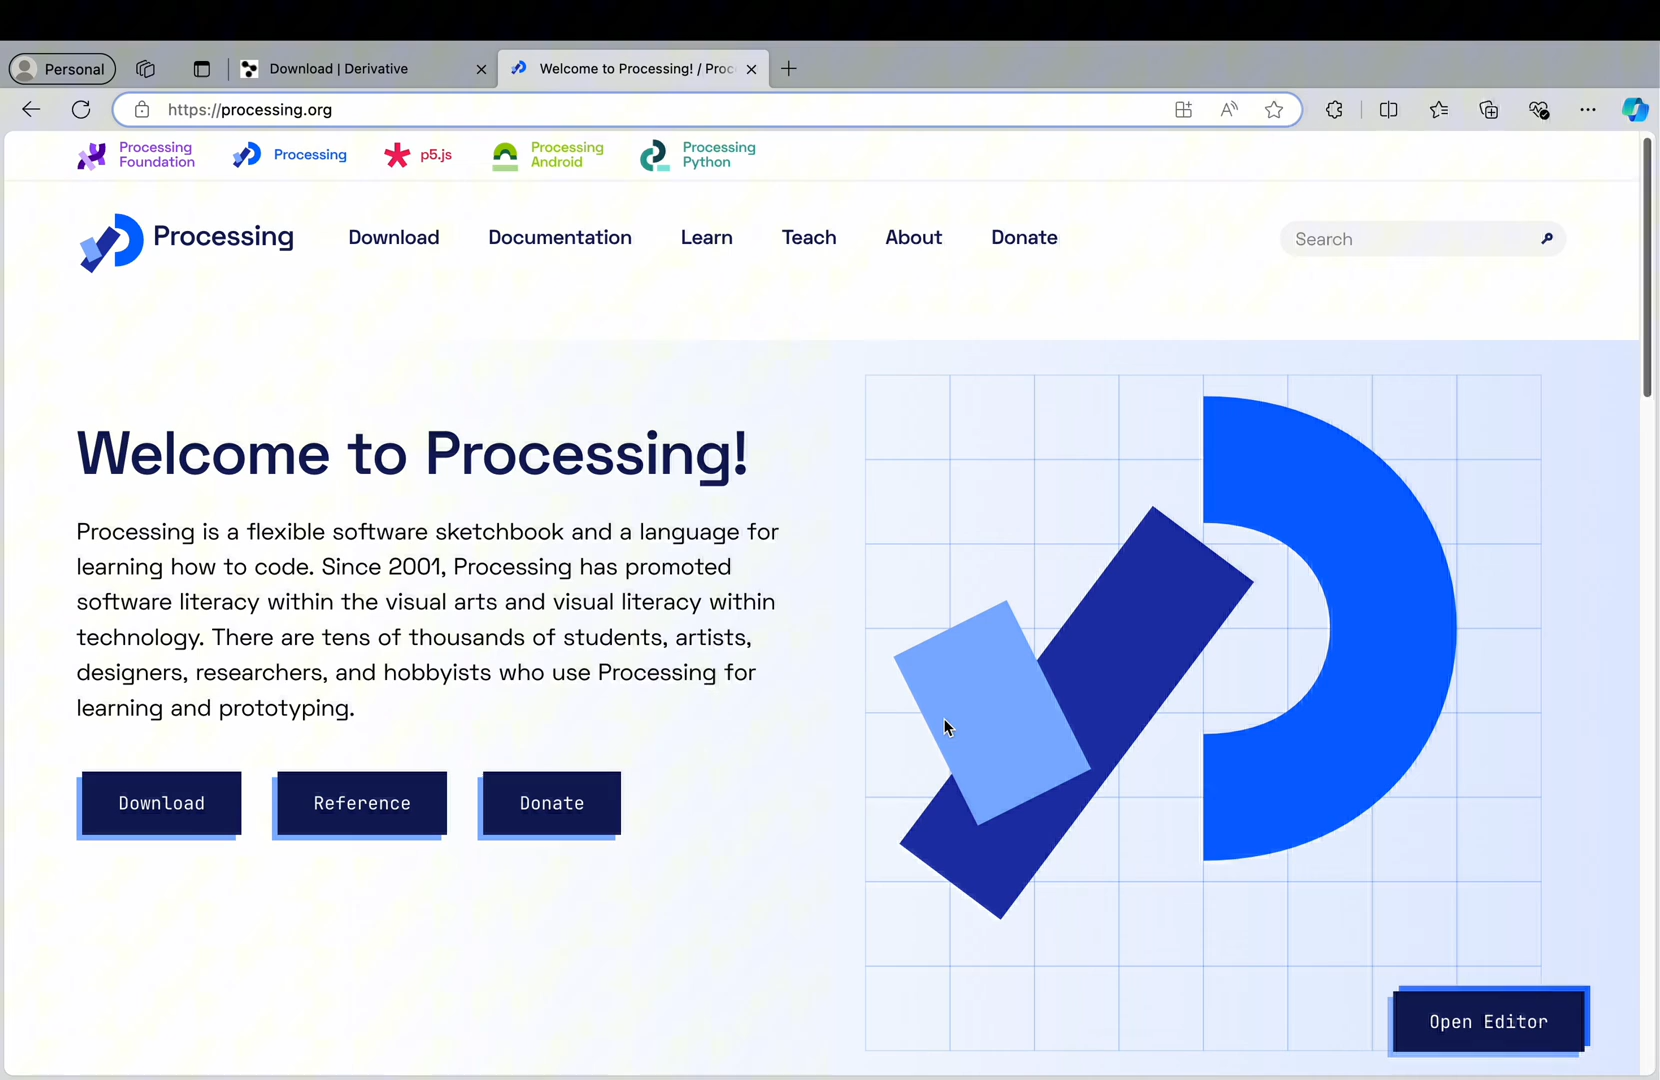 Personal
Download | Derivative
Welcome to Processing! / Proc
https://processing.org
Processing Foundation
Processing
p5.js
Processing Android
Processing Python
Processing
Download
Documentation
Learn
Teach
About
Donate
Search
Welcome to Processing!
Processing is a flexible software sketchbook and a language for
learning how to code. Since 2001, Processing has promoted
software literacy within the visual arts and visual literacy within
technology. There are tens of thousands of students, artists,
designers, researchers, and hobbyists who use Processing for
learning and prototyping.
Download
Reference
Donate
Open Editor